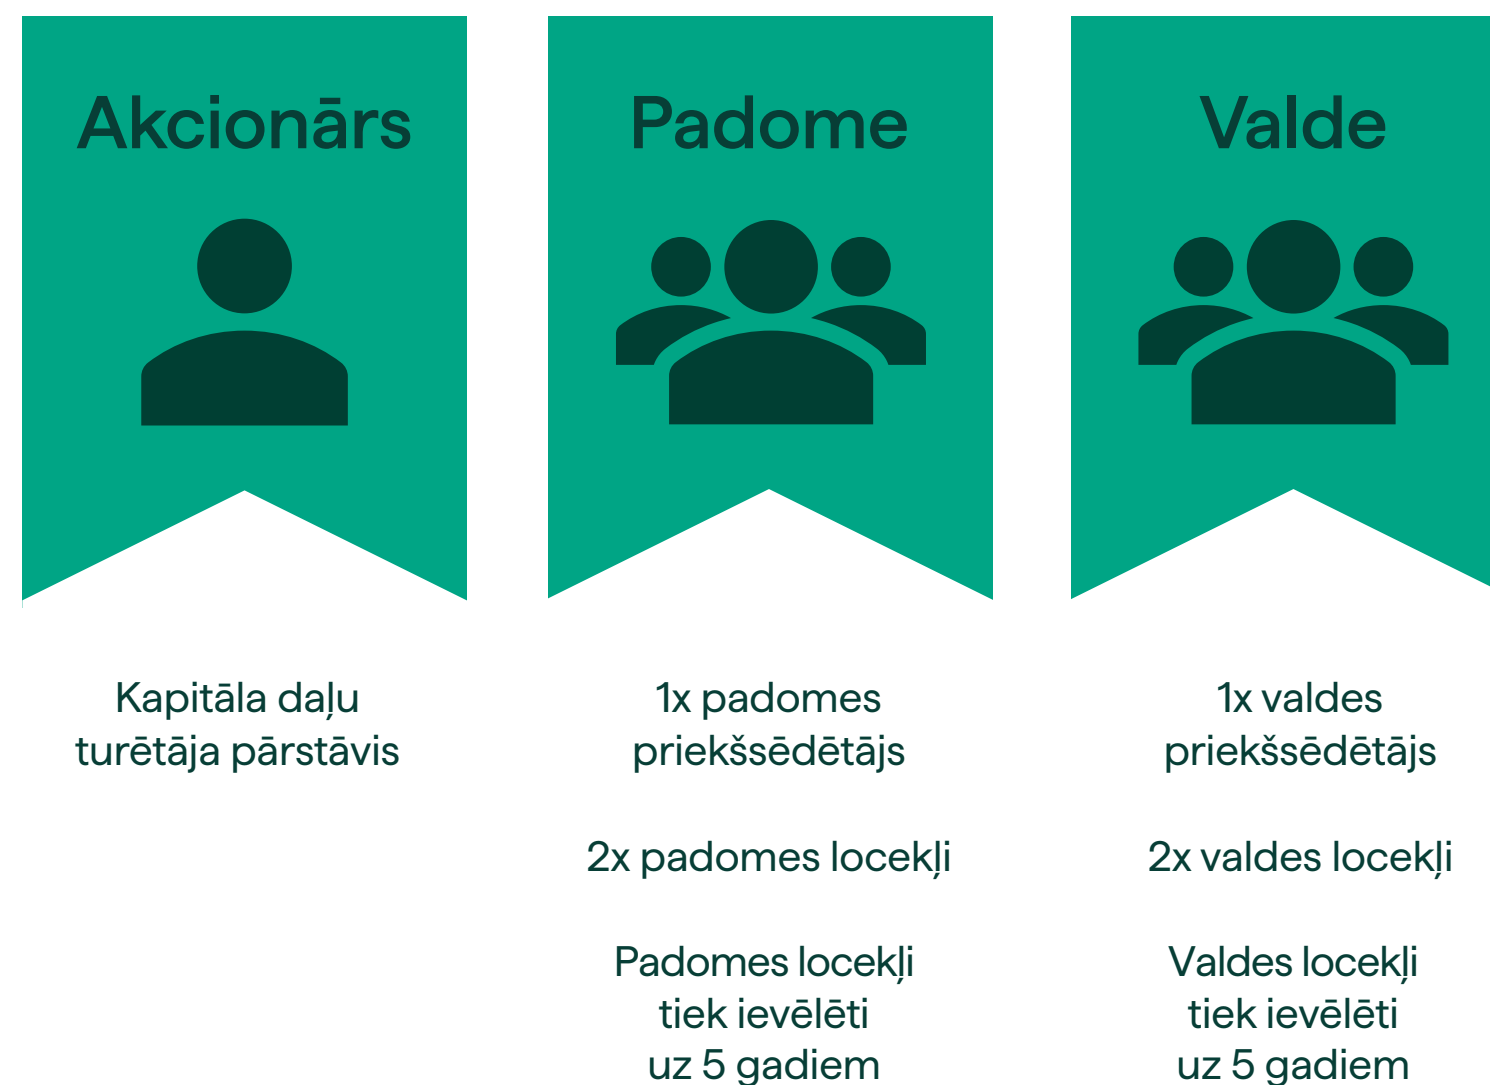 Akcionārs
Kapitāla daļu
turētāja pārstāvis
Padome
1x padomes
priekšsēdētājs
2x padomes locekļi
Padomes locekļi
tiek ievēlēti
uz 5 gadiem
Valde
1x valdes
priekšsēdētājs
2x valdes locekļi
Valdes locekļi
tiek ievēlēti
uz 5 gadiem